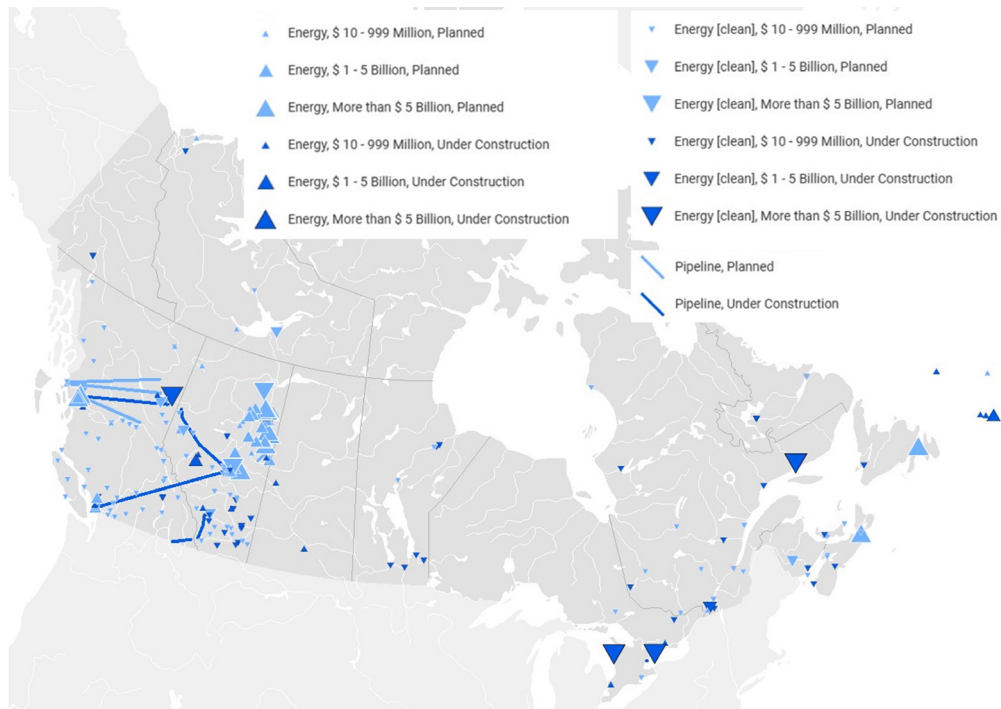 Energy, $ 10 - 999 Million, Planned
Energy, $ 1 - 5 Billion, Planned
Energy, More than $ 5 Billion, Planned
Energy, $ 10 - 999 Million, Under Construction
Energy, $ 1 - 5 Billion, Under Construction
Energy, More than $ 5 Billion, Under Construction
Energy [clean], $ 10 - 999 Million, Planned
Energy [clean], $ 1 - 5 Billion, Planned
Energy [clean], More than $ 5 Billion, Planned
Energy [clean], $ 10 - 999 Million, Under Construction
Energy [clean], $ 1 - 5 Billion, Under Construction
Energy [clean], More than $ 5 Billion, Under Construction
Pipeline, Planned
Pipeline, Under Construction